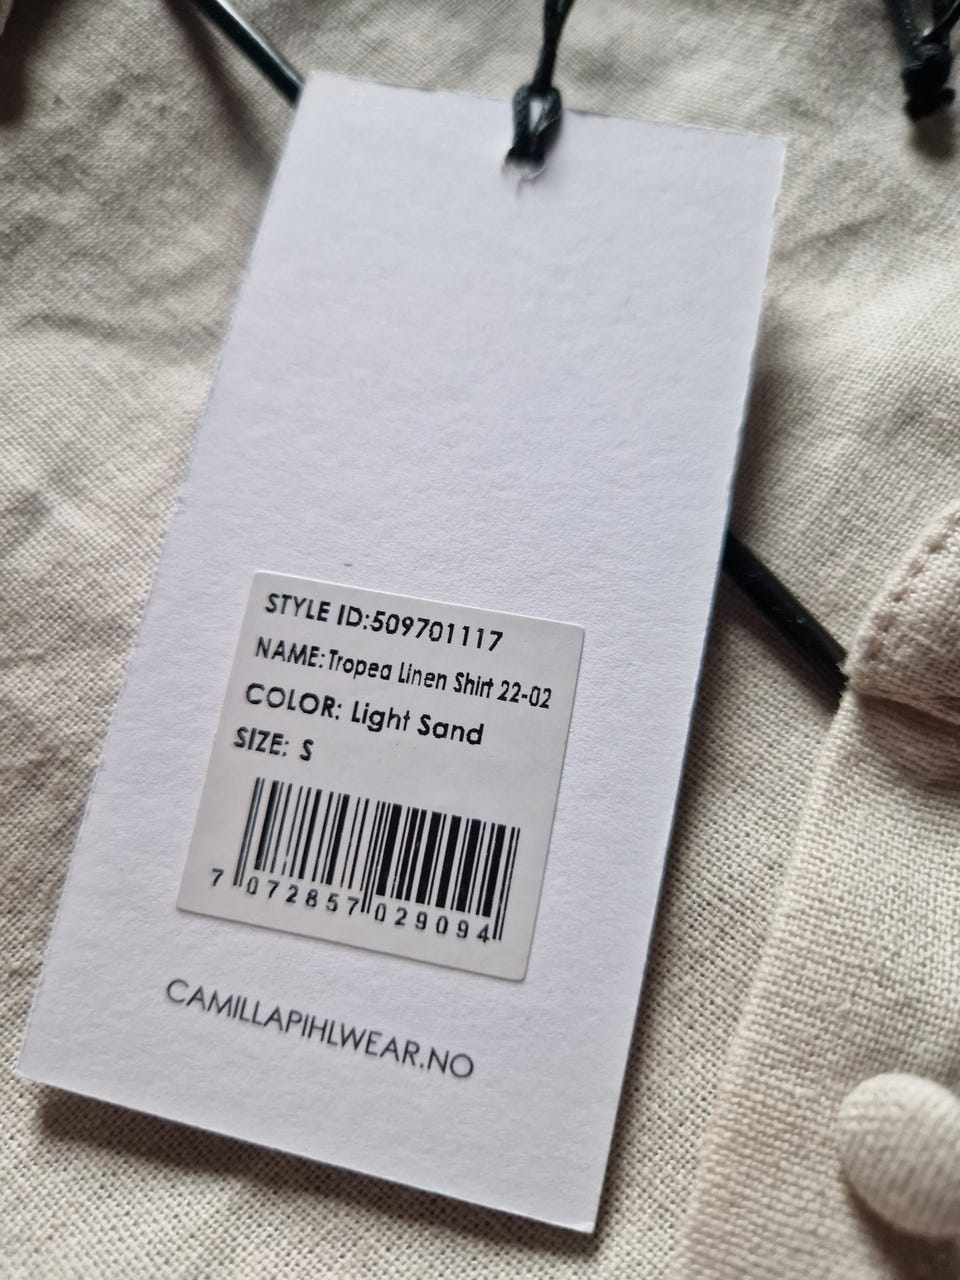 STYLE ID:509701117
NAME:Tropea Linen Shirt 22-02
COLOR: Light Sand
SIZE: S
7 072857 029094
CAMILLAPIHLWEAR.NO